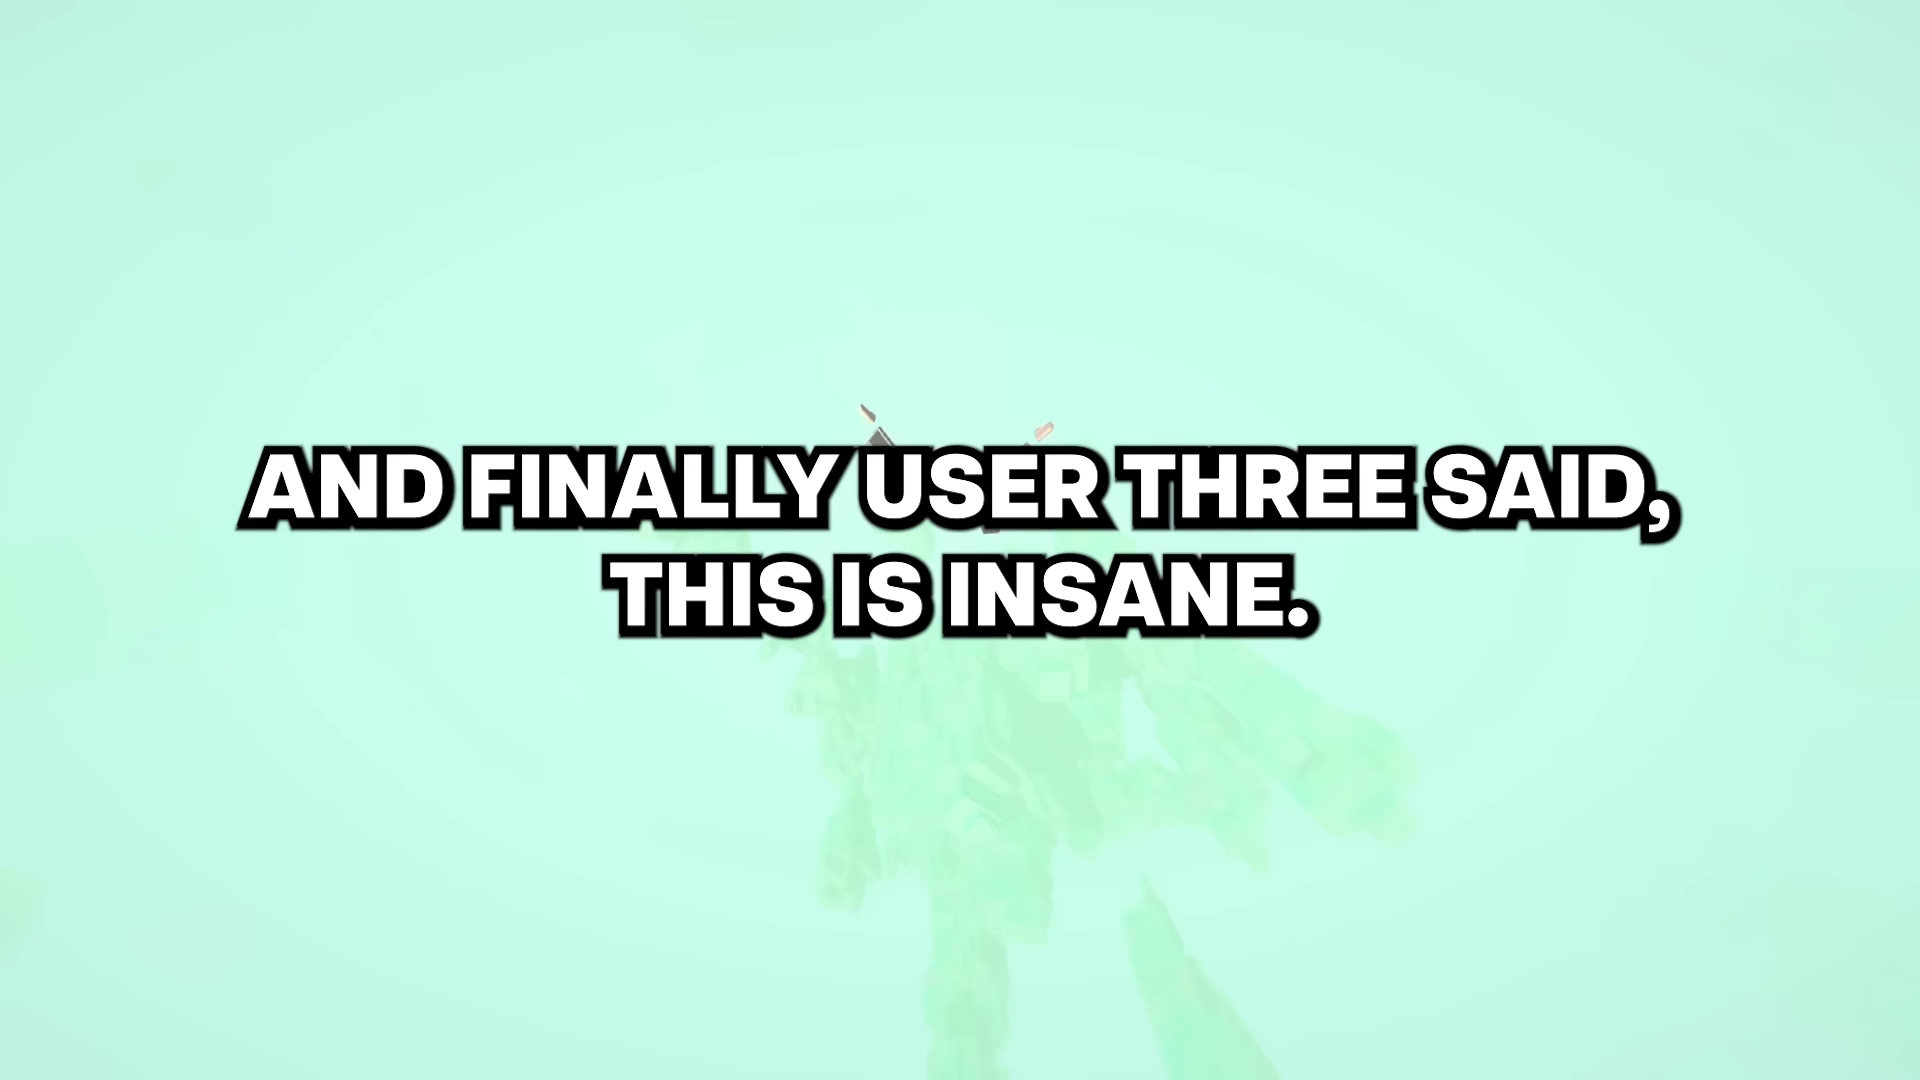 AND FINALLY USER THREE SAID,
THIS IS INSANE.